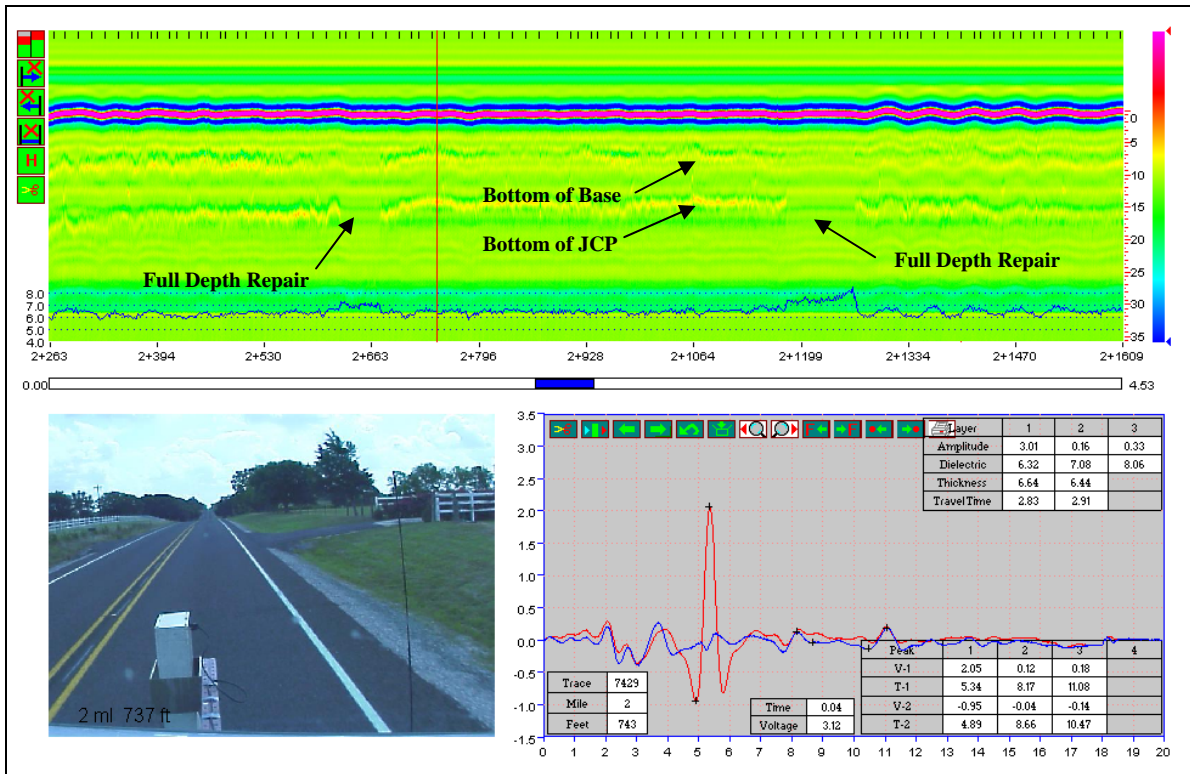 0
-5
-10
-15
-20
-25
-30
-35
H
Bottom of Base
Bottom of JCP
Full Depth Repair
Full Depth Repair
8.0
7.0
6.0
5.0
4.0
2+263 2+394 2+530 2+663 2+796 2+928 2+1064 2+1199 2+1334 2+1470 2+1609
0.00 4.53
2 ml 737 ft
3.5
3.0
2.5
2.0
1.5
1.0
0.5
0.0
-0.5
-1.0
-1.5
Layer 1 2 3
Amplitude 3.01 0.16 0.33
Dielectric 6.32 7.08 8.06
Thickness 6.64 6.44
TravelTime 2.83 2.91
Trace 7429
Mile 2
Feet 743
Time 0.04
Voltage 3.12
Peak 1 2 3 4
V-1 2.05 0.12 0.18
T-1 5.34 8.17 11.08
V-2 -0.95 -0.04 -0.14
T-2 4.89 8.66 10.47
0 1 2 3 4 5 6 7 8 9 10 11 12 13 14 15 16 17 18 19 20